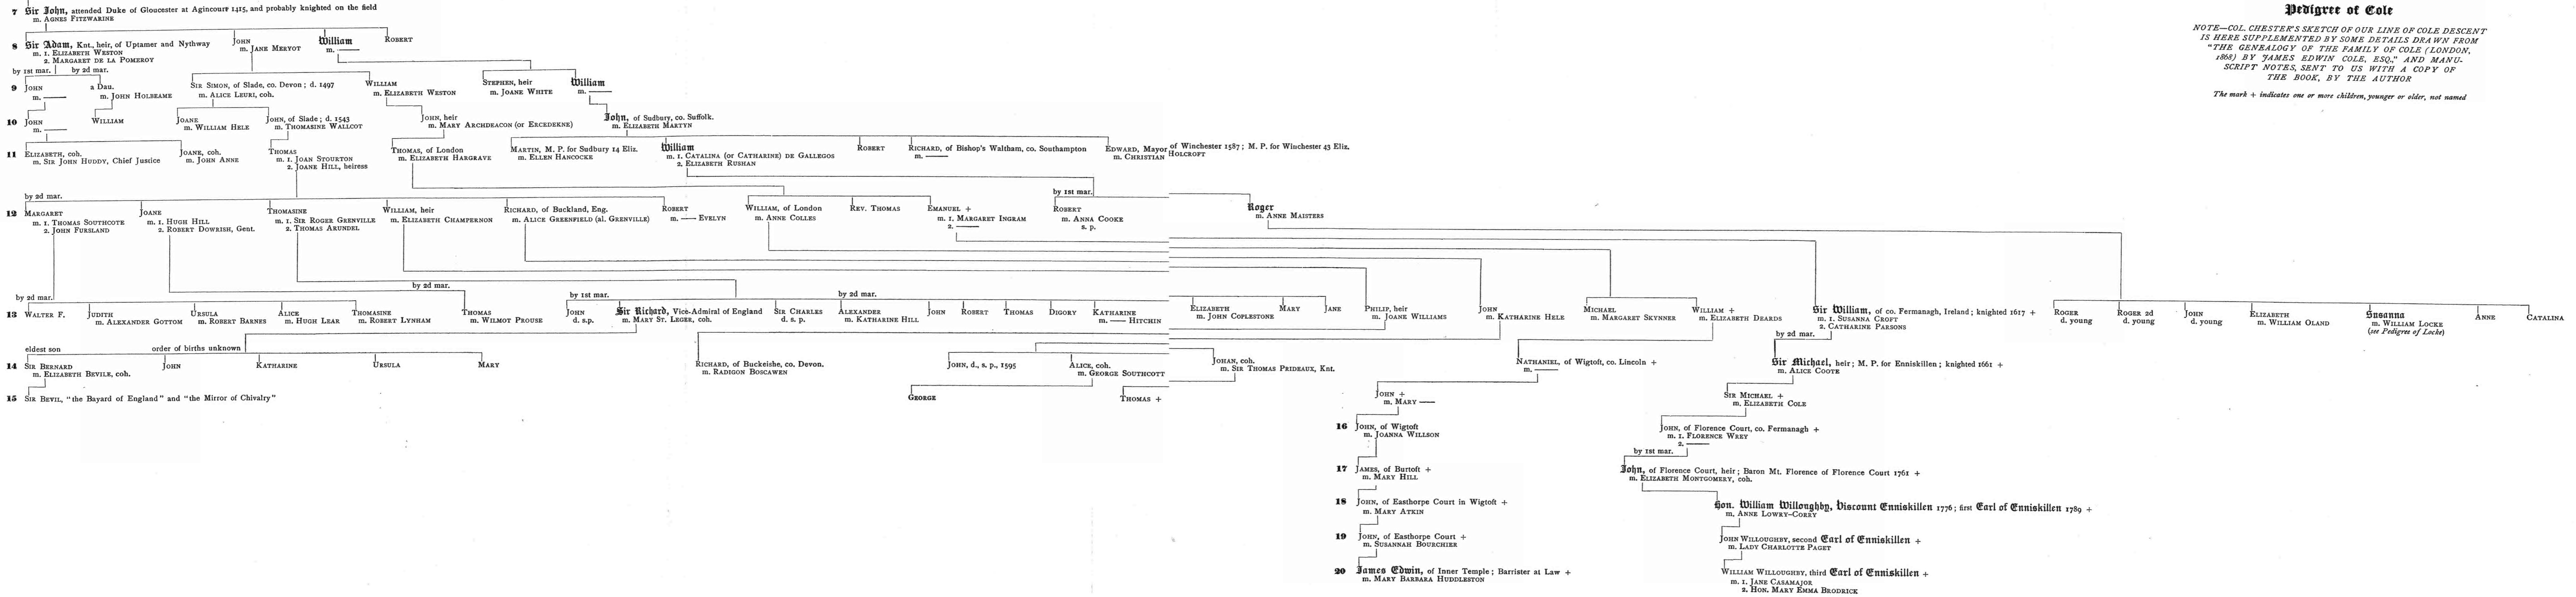 Pedigree of Cole
NOTE—COL. CHESTER'S SKETCH OF OUR LINE OF COLE DESCENT
IS HERE SUPPLEMENTED BY SOME DETAILS DRAWN FROM
"THE GENEALOGY OF THE FAMILY OF COLE (LONDON,
1868) BY JAMES EDWIN COLE, ESQ.," AND MANU-
SCRIPT NOTES, SENT TO US WITH A COPY OF
THE BOOK, BY THE AUTHOR
The mark + indicates one or more children, younger or older, not named
7 Sir John, attended Duke of Gloucester at Agincourt 1415, and probably knighted on the field
m. AGNES FITZWARINE
8 Sir Adam, Knt., heir, of Uptamer and Nythway
m. 1. ELIZABETH WESTON
2. MARGARET DE LA POMEROY
JOHN
m. JANE MERYOT
William
m. ——
ROBERT
by 1st mar. by 2d mar.
9 JOHN
m. ——
a Dau.
m. JOHN HOLBEAME
SIR SIMON, of Slade, co. Devon; d. 1497
m. ALICE LEURI, coh.
WILLIAM
m. ELIZABETH WESTON
STEPHEN, heir
m. JOANE WHITE
William
m. ——
10 JOHN
m. ——
WILLIAM
JOANE
m. WILLIAM HELE
JOHN, of Slade; d. 1543
m. THOMASINE WALLCOT
JOHN, heir
m. MARY ARCHDEACON (or ERCEDEKNE)
John, of Sudbury, co. Suffolk.
m. ELIZABETH MARTYN
11 ELIZABETH, coh.
m. SIR JOHN HUDDY, Chief Justice
JOANE, coh.
m. JOHN ANNE
THOMAS
m. 1. JOAN STOURTON
2. JOANE HILL, heiress
THOMAS, of London
m. ELIZABETH HARGRAVE
MARTIN, M. P. for Sudbury 14 Eliz.
m. ELLEN HANCOCKE
William
m. 1. CATALINA (or CATHARINE) DE GALLEGOS
2. ELIZABETH RUSHAN
ROBERT
RICHARD, of Bishop's Waltham, co. Southampton
m. ——
EDWARD, Mayor of Winchester 1587; M. P. for Winchester 43 Eliz.
m. CHRISTIAN HOLCROFT
by 2d mar.
12 MARGARET
m. 1. THOMAS SOUTHCOTE
2. JOHN FURSLAND
JOANE
m. 1. HUGH HILL
2. ROBERT DOWRISH, Gent.
THOMASINE
m. 1. SIR ROGER GRENVILLE
2. THOMAS ARUNDEL
WILLIAM, heir
m. ELIZABETH CHAMPERNON
RICHARD, of Buckland, Eng.
m. ALICE GREENFIELD (al. GRENVILLE)
ROBERT
m. —— EVELYN
WILLIAM, of London
m. ANNE COLLES
REV. THOMAS
EMANUEL +
m. 1. MARGARET INGRAM
2. ——
by 1st mar.
ROBERT
m. ANNA COOKE
s. p.
Roger
m. ANNE MAISTERS
by 2d mar.
13 WALTER F.
JUDITH
m. ALEXANDER GOTTOM
URSULA
m. ROBERT BARNES
ALICE
m. HUGH LEAR
THOMASINE
m. ROBERT LYNHAM
by 2d mar.
THOMAS
m. WILMOT PROUSE
by 1st mar.
JOHN
d. s.p.
Sir Richard, Vice-Admiral of England
m. MARY ST. LEGER, coh.
SIR CHARLES
d. s. p.
by 2d mar.
ALEXANDER
m. KATHARINE HILL
JOHN
ROBERT
THOMAS
DIGORY
KATHARINE
m. —— HITCHIN
ELIZABETH
m. JOHN COPLESTONE
MARY
JANE
PHILIP, heir
m. JOANE WILLIAMS
JOHN
m. KATHARINE HELE
MICHAEL
m. MARGARET SKYNNER
WILLIAM +
m. ELIZABETH DEARDS
Sir William, of co. Fermanagh, Ireland; knighted 1617 +
m. 1. SUSANNA CROFT
2. CATHARINE PARSONS
ROGER
d. young
ROGER 2d
d. young
JOHN
d. young
ELIZABETH
m. WILLIAM OLAND
Susanna
m. WILLIAM LOCKE
(see Pedigree of Locke)
ANNE
CATALINA
eldest son
order of births unknown
14 SIR BERNARD
m. ELIZABETH BEVILE, coh.
JOHN
KATHARINE
URSULA
MARY
RICHARD, of Buckeishe, co. Devon.
m. RADIGON BOSCAWEN
JOHN, d., s. p., 1595
ALICE, coh.
m. GEORGE SOUTHCOTT
JOHAN, coh.
m. SIR THOMAS PRIDEAUX, Knt.
NATHANIEL, of Wigtoft, co. Lincoln +
m. ——
by 2d mar.
Sir Michael, heir; M. P. for Enniskillen; knighted 1661 +
m. ALICE COOTE
15 SIR BEVIL, "the Bayard of England" and "the Mirror of Chivalry"
GEORGE
THOMAS +
JOHN +
m. MARY ——
SIR MICHAEL +
m. ELIZABETH COLE
16 JOHN, of Wigtoft
m. JOANNA WILLSON
JOHN, of Florence Court, co. Fermanagh +
m. 1. FLORENCE WREY
2. ——
by 1st mar.
17 JAMES, of Burtoft +
m. MARY HILL
John, of Florence Court, heir; Baron Mt. Florence of Florence Court 1761 +
m. ELIZABETH MONTGOMERY, coh.
18 JOHN, of Easthorpe Court in Wigtoft +
m. MARY ATKIN
Hon. William Willoughby, Viscount Enniskillen 1776; first Earl of Enniskillen 1789 +
m. ANNE LOWRY-CORRY
19 JOHN, of Easthorpe Court +
m. SUSANNAH BOURCHIER
JOHN WILLOUGHBY, second Earl of Enniskillen +
m. LADY CHARLOTTE PAGET
20 James Edwin, of Inner Temple; Barrister at Law +
m. MARY BARBARA HUDDLESTON
WILLIAM WILLOUGHBY, third Earl of Enniskillen +
m. 1. JANE CASAMAJOR
2. HON. MARY EMMA BRODRICK